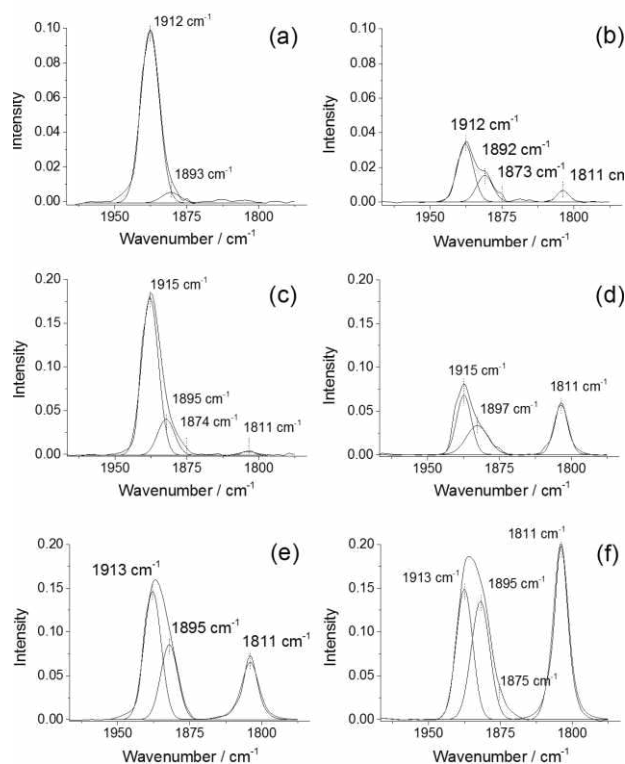 0.10
0.08
0.06
0.04
0.02
0.00
Intensity
1912 cm-1
1893 cm-1
(a)
1950
1875
1800
Wavenumber / cm-1
0.10
0.08
0.06
0.04
0.02
0.00
Intensity
1912 cm-1
1892 cm-1
1873 cm-1
1811 cm
(b)
1950
1875
1800
Wavenumber / cm-1
0.20
0.15
0.10
0.05
0.00
Intensity
1915 cm-1
1895 cm-1
1874 cm-1
1811 cm-1
(c)
1950
1875
1800
Wavenumber / cm-1
0.20
0.15
0.10
0.05
0.00
Intensity
1915 cm-1
1897 cm-1
1811 cm-1
(d)
1950
1875
1800
Wavenumber / cm-1
0.20
0.15
0.10
0.05
0.00
Intensity
1913 cm-1
1895 cm-1
1811 cm-1
(e)
1950
1875
1800
Wavenumber / cm-1
0.20
0.15
0.10
0.05
0.00
Intensity
1811 cm-1
1913 cm-1
1895 cm-1
1875 cm-1
(f)
1950
1875
1800
Wavenumber / cm-1